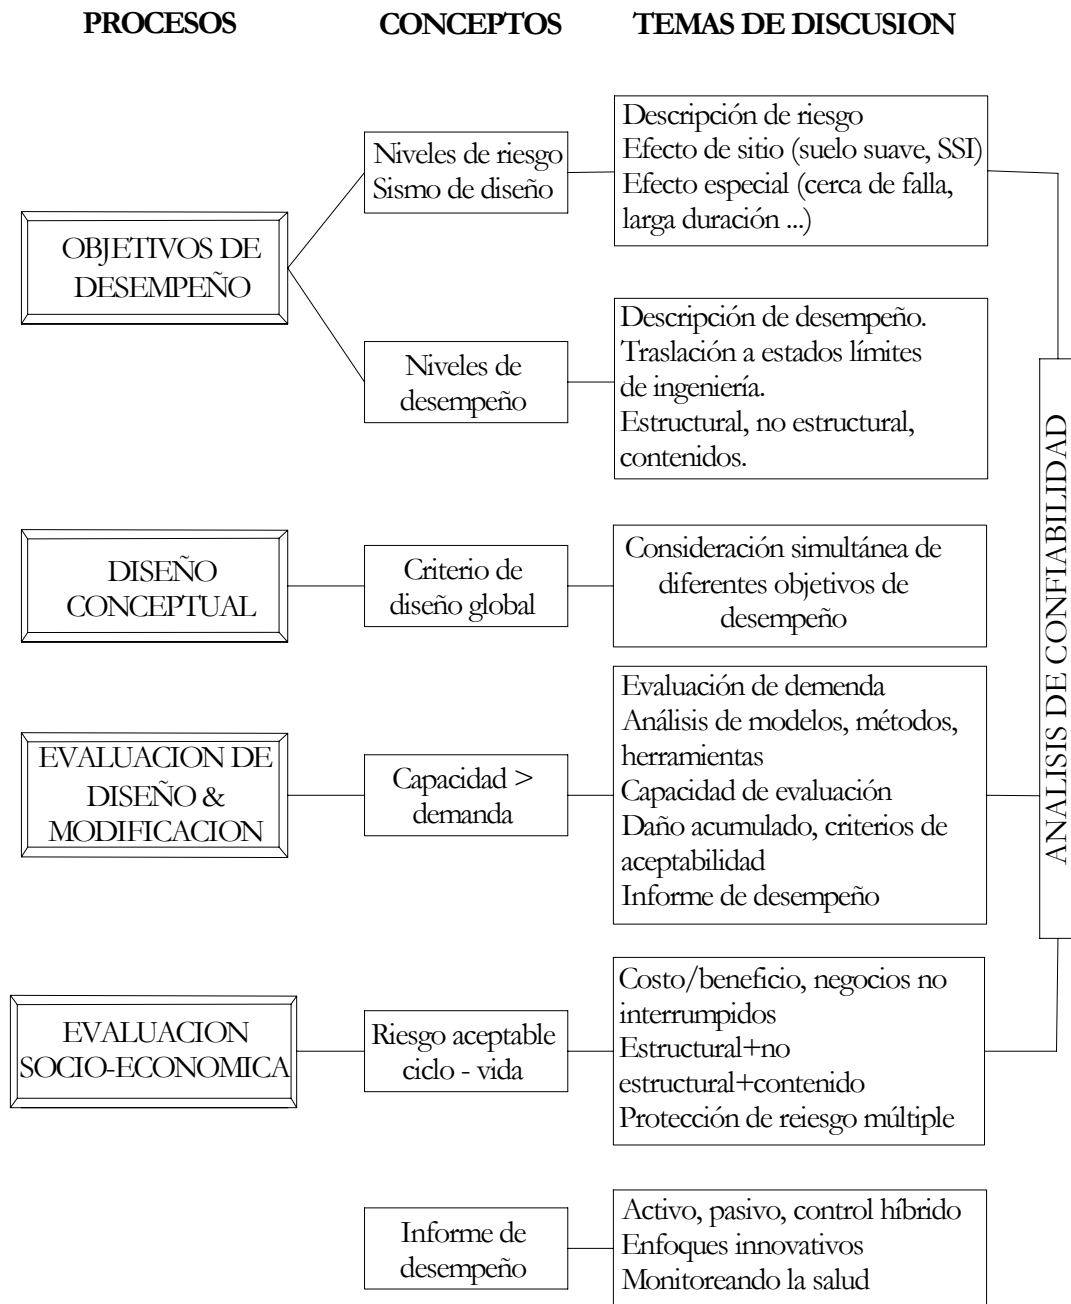 PROCESOS CONCEPTOS TEMAS DE DISCUSION
OBJETIVOS DE
DESEMPEÑO
Niveles de riesgo
Sismo de diseño
Descripción de riesgo
Efecto de sitio (suelo suave, SSI)
Efecto especial (cerca de falla,
larga duración ...)
Niveles de
desempeño
Descripción de desempeño.
Traslación a estados límites
de ingeniería.
Estructural, no estructural,
contenidos.
DISEÑO
CONCEPTUAL
Criterio de
diseño global
Consideración simultánea de
diferentes objetivos de
desempeño
EVALUACION DE
DISEÑO &
MODIFICACION
Capacidad >
demanda
Evaluación de demenda
Análisis de modelos, métodos,
herramientas
Capacidad de evaluación
Daño acumulado, criterios de
aceptabilidad
Informe de desempeño
EVALUACION
SOCIO-ECONOMICA
Riesgo aceptable
ciclo - vida
Costo/beneficio, negocios no
interrumpidos
Estructural+no
estructural+contenido
Protección de reiesgo múltiple
Informe de
desempeño
Activo, pasivo, control híbrido
Enfoques innovativos
Monitoreando la salud
ANALISIS DE CONFIABILIDAD